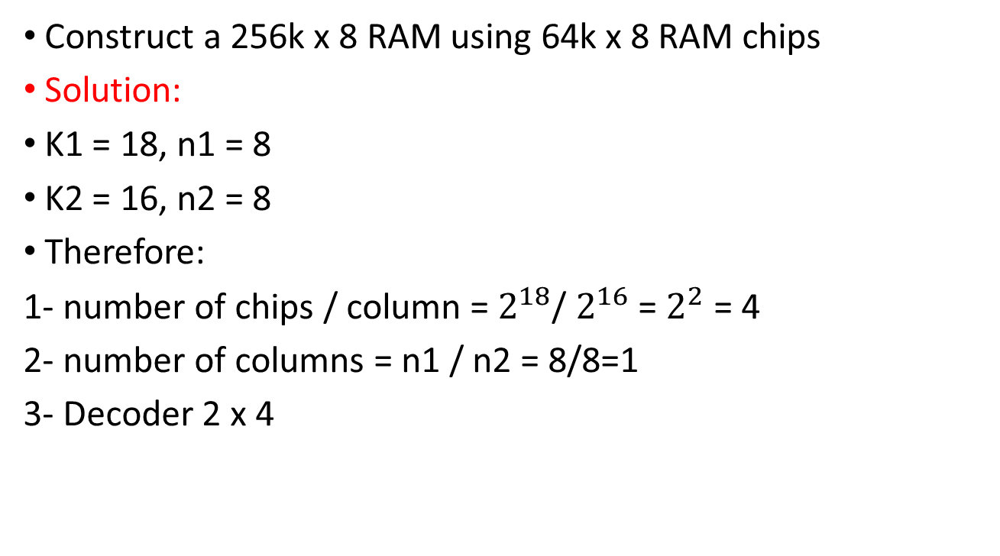 • Construct a 256k x 8 RAM using 64k x 8 RAM chips
• Solution:
• K1 = 18, n1 = 8
• K2 = 16, n2 = 8
• Therefore:
1- number of chips / column = 2^18/ 2^16 = 2^2 = 4
2- number of columns = n1 / n2 = 8/8=1
3- Decoder 2 x 4